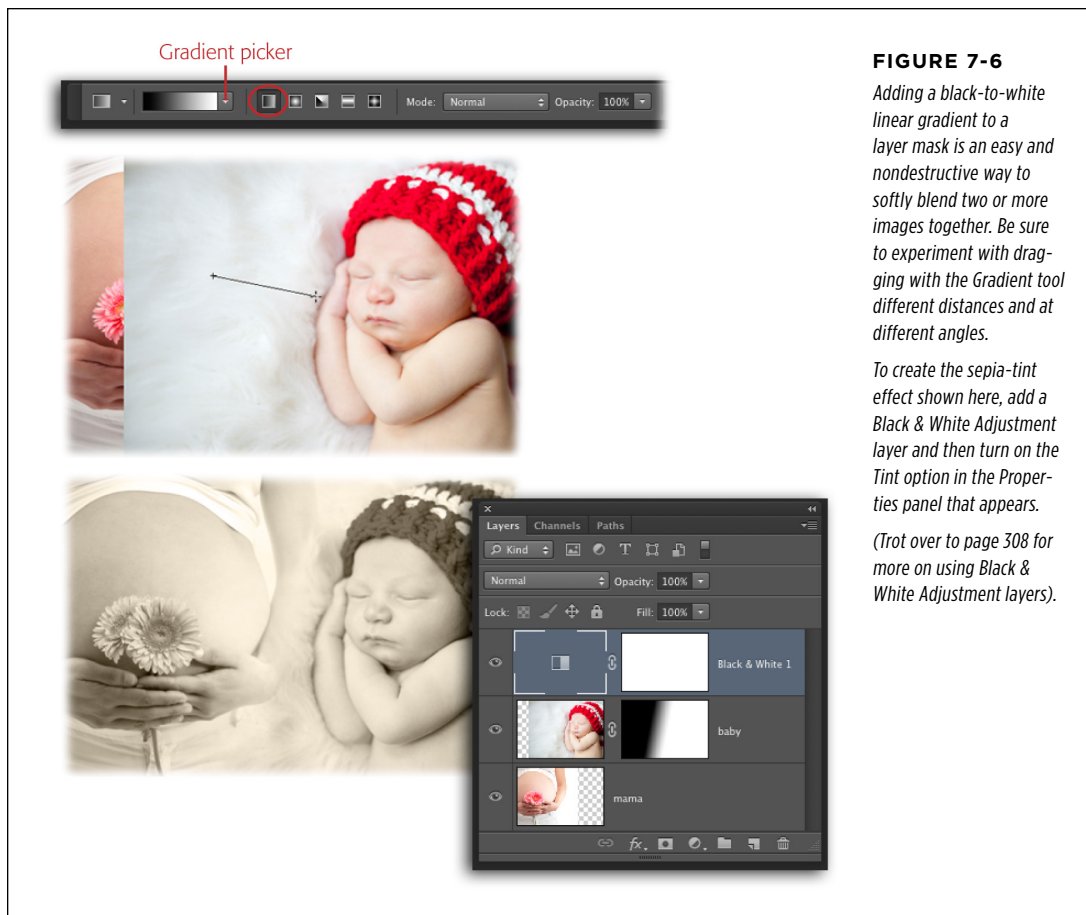 Gradient picker
Mode: Normal Opacity: 100%
FIGURE 7-6
Adding a black-to-white
linear gradient to a
layer mask is an easy and
nondestructive way to
softly blend two or more
images together. Be sure
to experiment with drag-
ging with the Gradient tool
different distances and at
different angles.
To create the sepia-tint
effect shown here, add a
Black & White Adjustment
layer and then turn on the
Tint option in the Proper-
ties panel that appears.
(Trot over to page 308 for
more on using Black &
White Adjustment layers).
Layers Channels Paths
Kind T
Normal Opacity: 100%
Lock: Fill: 100%
Black & White 1
baby
mama
fx